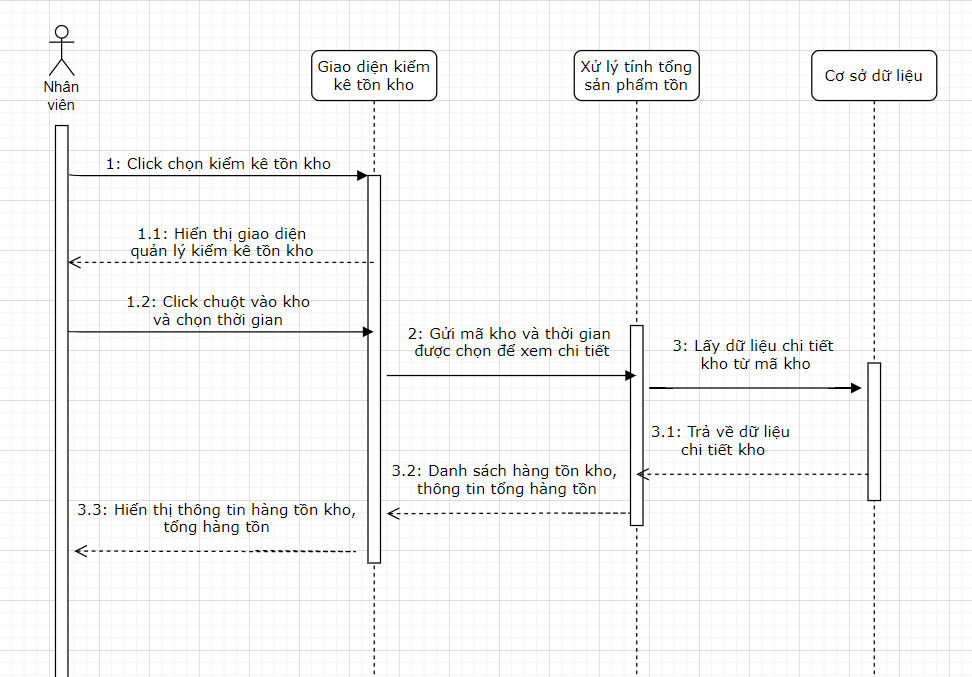 Nhân
viên
Giao diện kiểm
kê tồn kho
Xử lý tính tổng
sản phẩm tồn
Cơ sở dữ liệu
1: Click chọn kiểm kê tồn kho
1.1: Hiển thị giao diện
quản lý kiểm kê tồn kho
1.2: Click chuột vào kho
và chọn thời gian
2: Gửi mã kho và thời gian
được chọn để xem chi tiết
3: Lấy dữ liệu chi tiết
kho từ mã kho
3.1: Trả về dữ liệu
chi tiết kho
3.2: Danh sách hàng tồn kho,
thông tin tổng hàng tồn
3.3: Hiển thị thông tin hàng tồn kho,
tổng hàng tồn